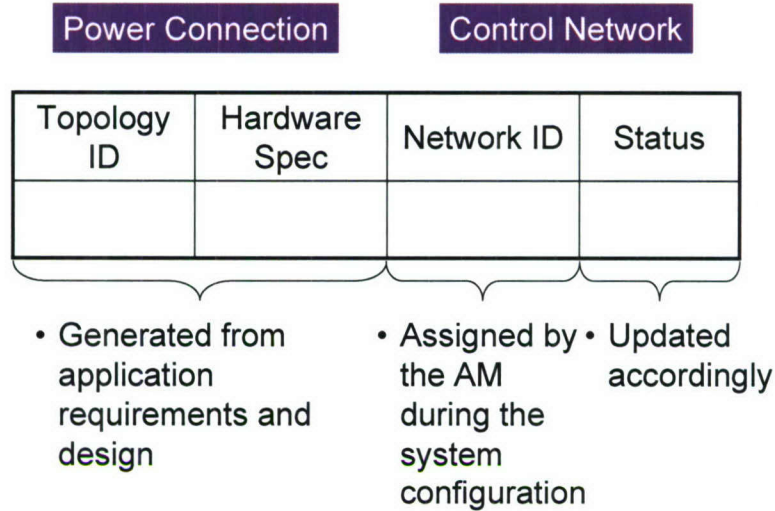 Power Connection
Control Network
Topology
ID
Hardware
Spec
Network ID
Status
• Generated from
application
requirements and
design
• Assigned by
the AM
during the
system
configuration
• Updated
accordingly